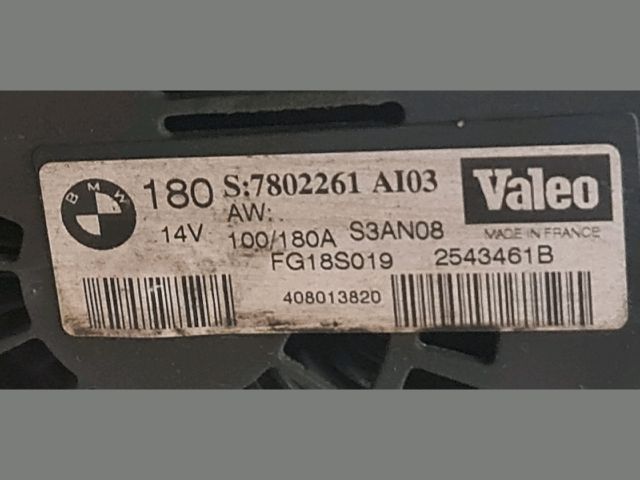 BMW 180 S:7802261 AI03 Valeo
AW:.
14V 100/180A S3AN08 MADE IN FRANCE
FG18S019 2543461B
408013820